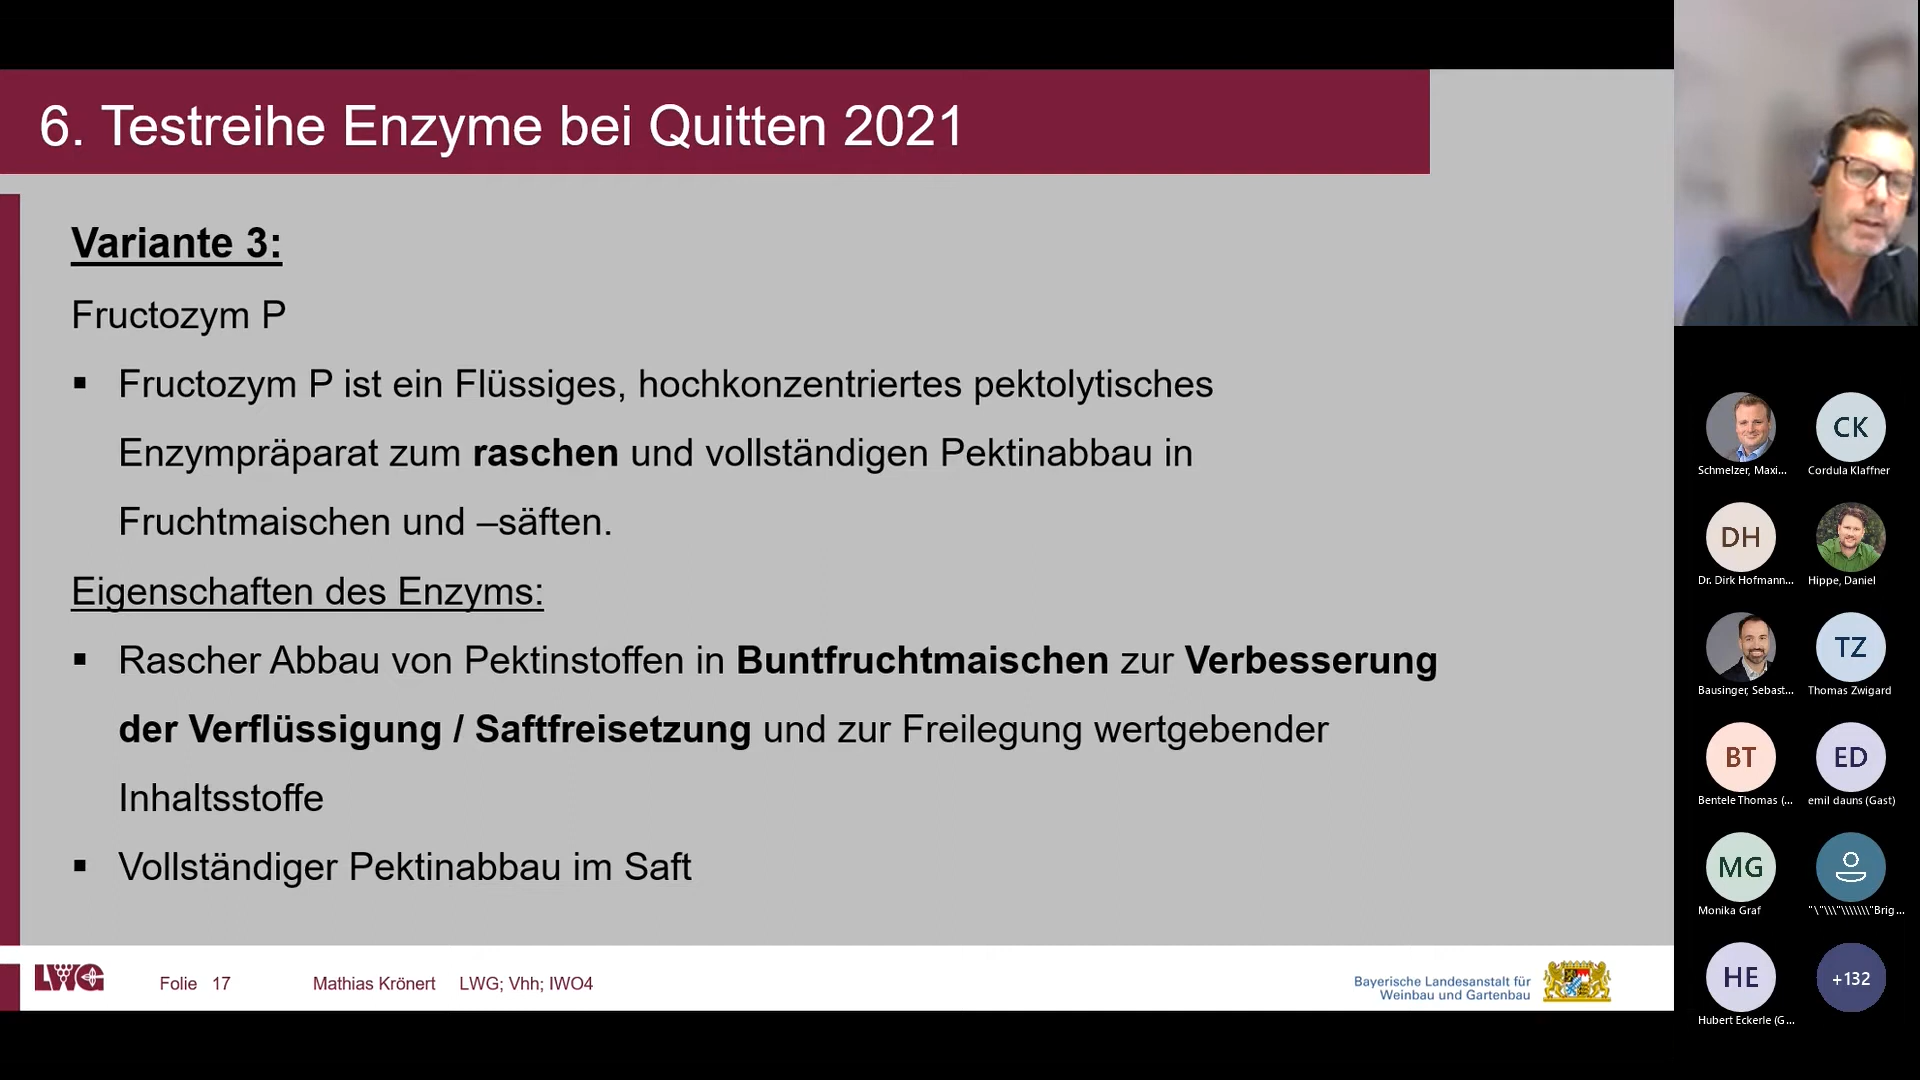 6. Testreihe Enzyme bei Quitten 2021
Variante 3:
Fructozym P
▪ Fructozym P ist ein Flüssiges, hochkonzentriertes pektolytisches
Enzympräparat zum raschen und vollständigen Pektinabbau in
Fruchtmaischen und –säften.
Eigenschaften des Enzyms:
▪ Rascher Abbau von Pektinstoffen in Buntfruchtmaischen zur Verbesserung
der Verflüssigung / Saftfreisetzung und zur Freilegung wertgebender
Inhaltsstoffe
▪ Vollständiger Pektinabbau im Saft
LWG
Folie 17
Mathias Krönert LWG; Vhh; IWO4
Bayerische Landesanstalt für
Weinbau und Gartenbau
Schmelzer, Maxi...
CK
Cordula Klaffner
DH
Dr. Dirk Hofmann...
Hippe, Daniel
Bausinger, Sebast...
TZ
Thomas Zwigard
BT
Bentele Thomas (...
ED
emil dauns (Gast)
MG
Monika Graf
"\"\\\"\\\\\\\"Brig...
HE
Hubert Eckerle (G...
+132